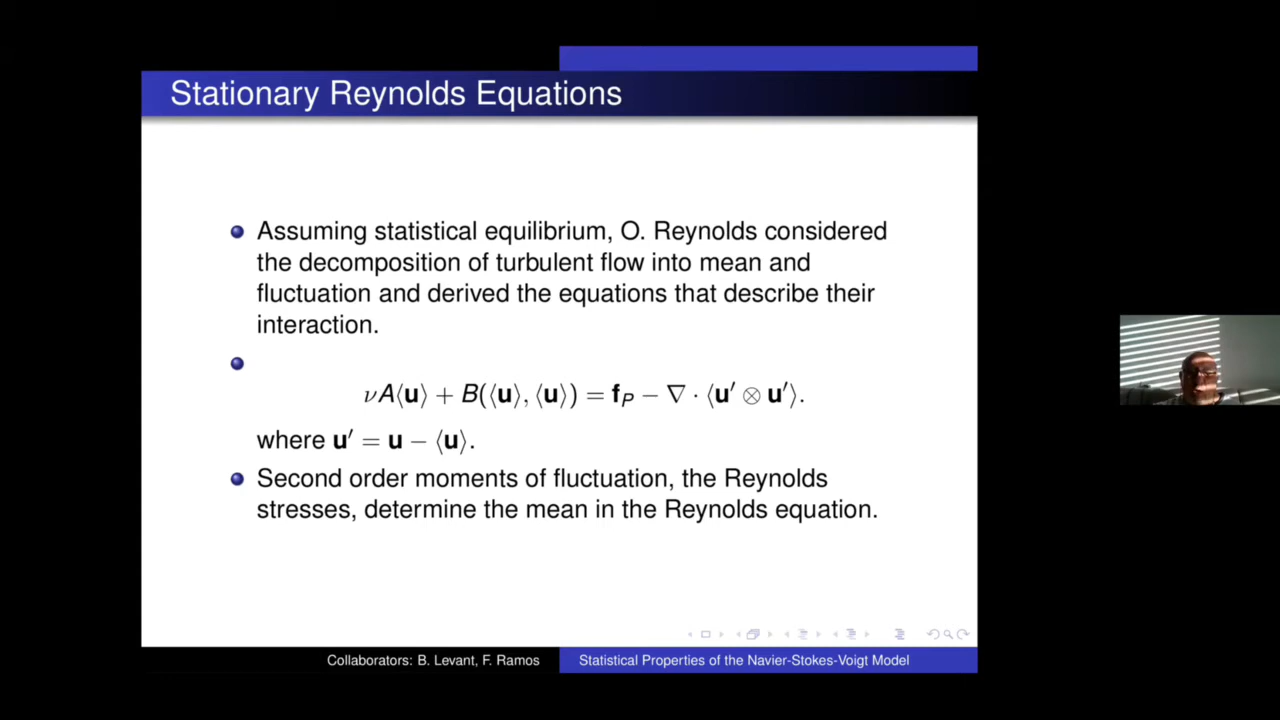 Stationary Reynolds Equations
Assuming statistical equilibrium, O. Reynolds considered
the decomposition of turbulent flow into mean and
fluctuation and derived the equations that describe their
interaction.
νA⟨u⟩ + B(⟨u⟩, ⟨u⟩) = f_P − ∇ · ⟨u′ ⊗ u′⟩.
where u′ = u − ⟨u⟩.
Second order moments of fluctuation, the Reynolds
stresses, determine the mean in the Reynolds equation.
Collaborators: B. Levant, F. Ramos
Statistical Properties of the Navier-Stokes-Voigt Model